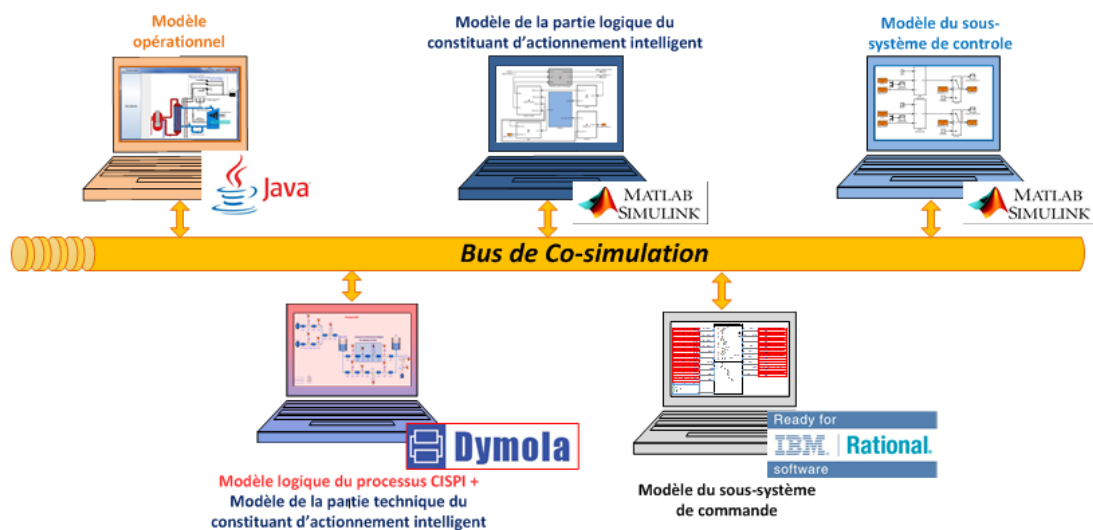 Modèle
opérationnel
Modèle de la partie logique du
constituant d'actionnement intelligent
Modèle du sous-
système de controle
Java
MATLAB
SIMULINK
MATLAB
SIMULINK
Bus de Co-simulation
Dymola
Ready for
IBM. Rational.
software
Modèle logique du processus CISPI +
Modèle de la partie technique du
constituant d'actionnement intelligent
Modèle du sous-système
de commande